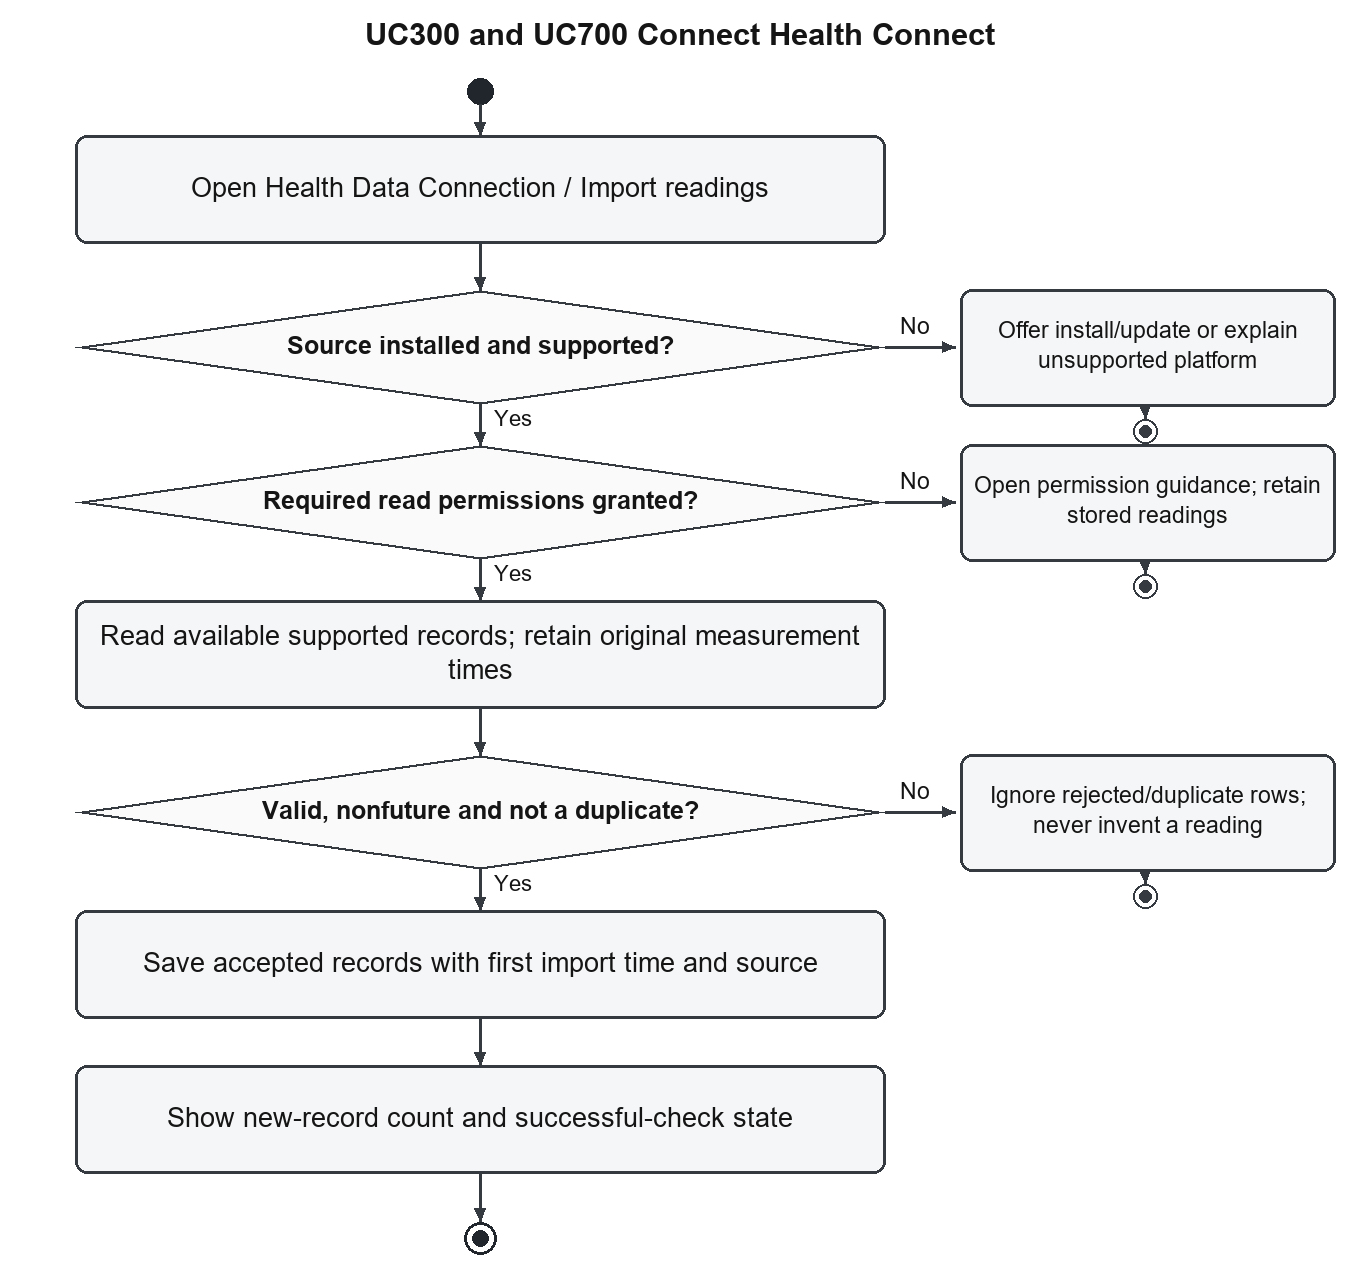 UC300 and UC700 Connect Health Connect
Open Health Data Connection / Import readings
Source installed and supported?
No
Offer install/update or explain
unsupported platform
Yes
Required read permissions granted?
No
Open permission guidance; retain
stored readings
Yes
Read available supported records; retain original measurement
times
Valid, nonfuture and not a duplicate?
No
Ignore rejected/duplicate rows;
never invent a reading
Yes
Save accepted records with first import time and source
Show new-record count and successful-check state